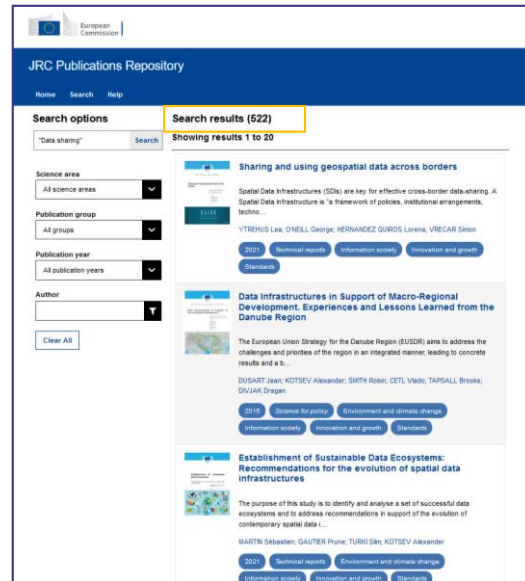 European
Commission
JRC Publications Repository
Home Search Help
Search options
"Data sharing" Search
Science area
All science areas
Publication group
All groups
Publication year
All publication years
Author
Clear All
Search results (522)
Showing results 1 to 20
Sharing and using geospatial data across borders
Spatial Data Infrastructures (SDIs) are key for effective cross-border data-sharing. A
Spatial Data Infrastructure is "a framework of policies, institutional arrangements,
techno...
YTREHUS Lea; O'NEILL George; HERNANDEZ QUIROS Lorena; VRECAR Simon
2021 Technical reports Information society Innovation and growth
Standards
Data Infrastructures in Support of Macro-Regional
Development. Experiences and Lessons Learned from the
Danube Region
The European Union Strategy for the Danube Region (EUSDR) aims to address the
challenges and priorities of the region in an integrated manner, leading to concrete
results and a b...
DUSART Jean; KOTSEV Alexander; SMITH Robin; CETL Vlado; TAPSALL Brooke;
DIVJAK Dragan
2016 Science for policy Environment and climate change
Information society Innovation and growth Standards
Establishment of Sustainable Data Ecosystems:
Recommendations for the evolution of spatial data
infrastructures
The purpose of this study is to identify and analyse a set of successful data
ecosystems and to address recommendations in support of the evolution of
contemporary spatial data i...
MARTIN Sébastien; GAUTIER Prune; TURKI Slim; KOTSEV Alexander
2021 Technical reports Environment and climate change
Information society Innovation and growth Standards